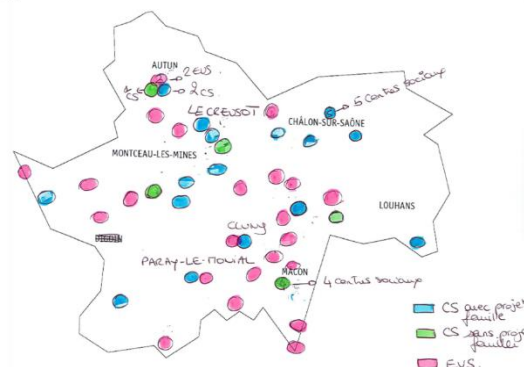 AUTUN
2 EVS.
1 CS
2 CS.
LE CREUSOT
5 centres sociaux
CHÂLON-SUR-SAÔNE
MONTCEAU-LES-MINES
LOUHANS
CLUNY
PARAY-LE-MONIAL
MACON
4 centres sociaux
CS avec projet
famille
CS sans projet
famille
EVS.